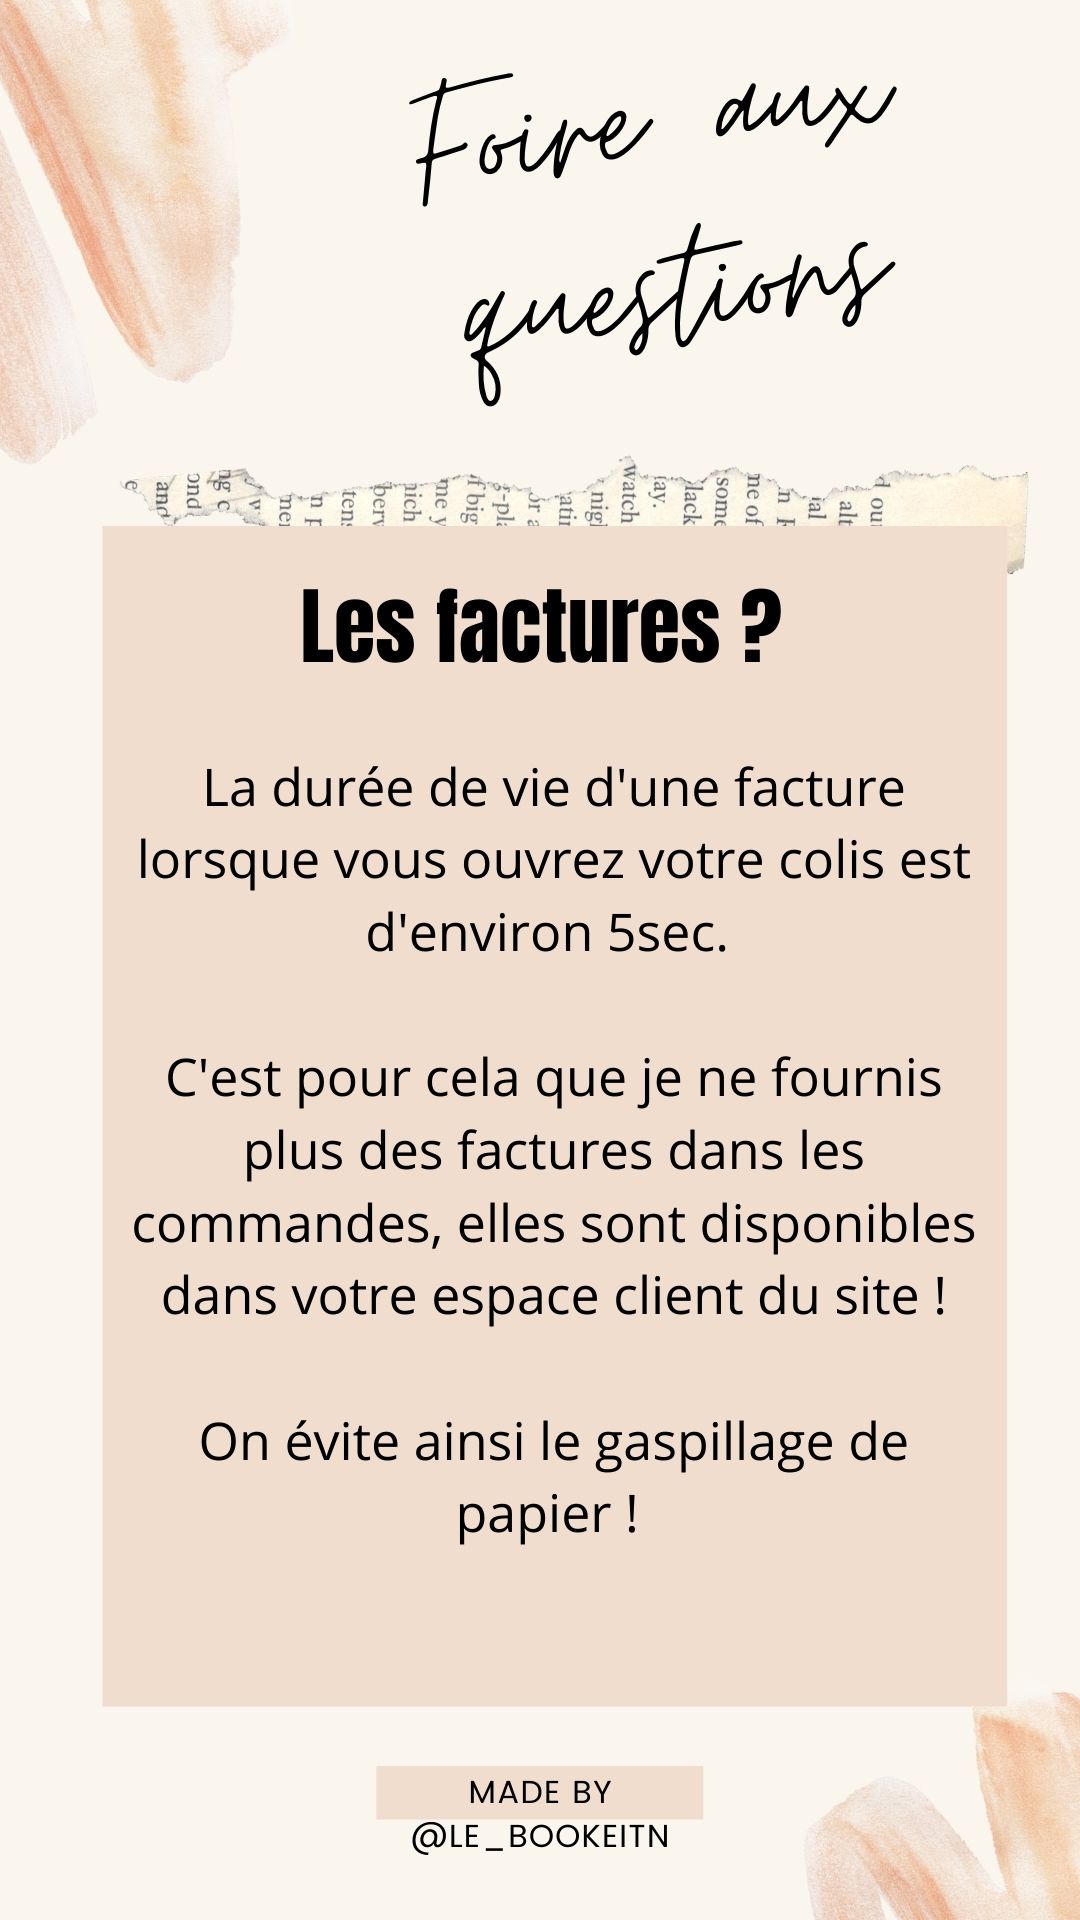 Foire aux
questions
Les factures ?
La durée de vie d'une facture
lorsque vous ouvrez votre colis est
d'environ 5sec.
C'est pour cela que je ne fournis
plus des factures dans les
commandes, elles sont disponibles
dans votre espace client du site !
On évite ainsi le gaspillage de
papier !
MADE BY
@LE_BOOKEITN